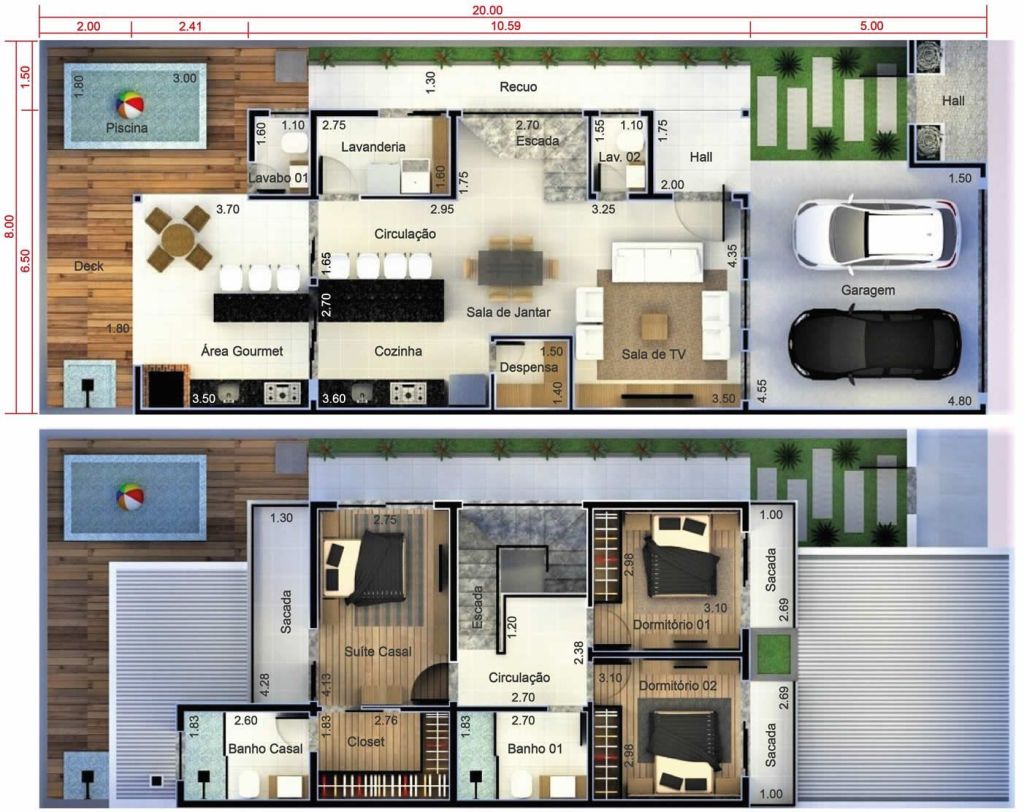 20.00
2.00
2.41
10.59
5.00
1.50
8.00
6.50
1.80
3.00
Piscina
1.30
Recuo
Hall
1.60
1.10
Lavabo 01
2.75
Lavanderia
1.60
2.70
Escada
1.75
1.55
1.10
Lav. 02
1.75
Hall
2.00
1.50
3.70
2.95
3.25
Circulação
1.65
4.35
Deck
2.70
Garagem
Sala de Jantar
1.80
Área Gourmet
Cozinha
1.50
Despensa
1.40
Sala de TV
3.50
3.60
3.50
4.55
4.80
1.30
Sacada
4.28
2.75
Suíte Casal
4.13
Escada
1.20
Circulação
2.70
2.38
2.98
3.10
Dormitório 01
1.00
Sacada
2.69
3.10
Dormitório 02
2.98
2.69
Sacada
1.00
1.83
2.60
Banho Casal
1.83
2.76
Closet
1.83
2.70
Banho 01